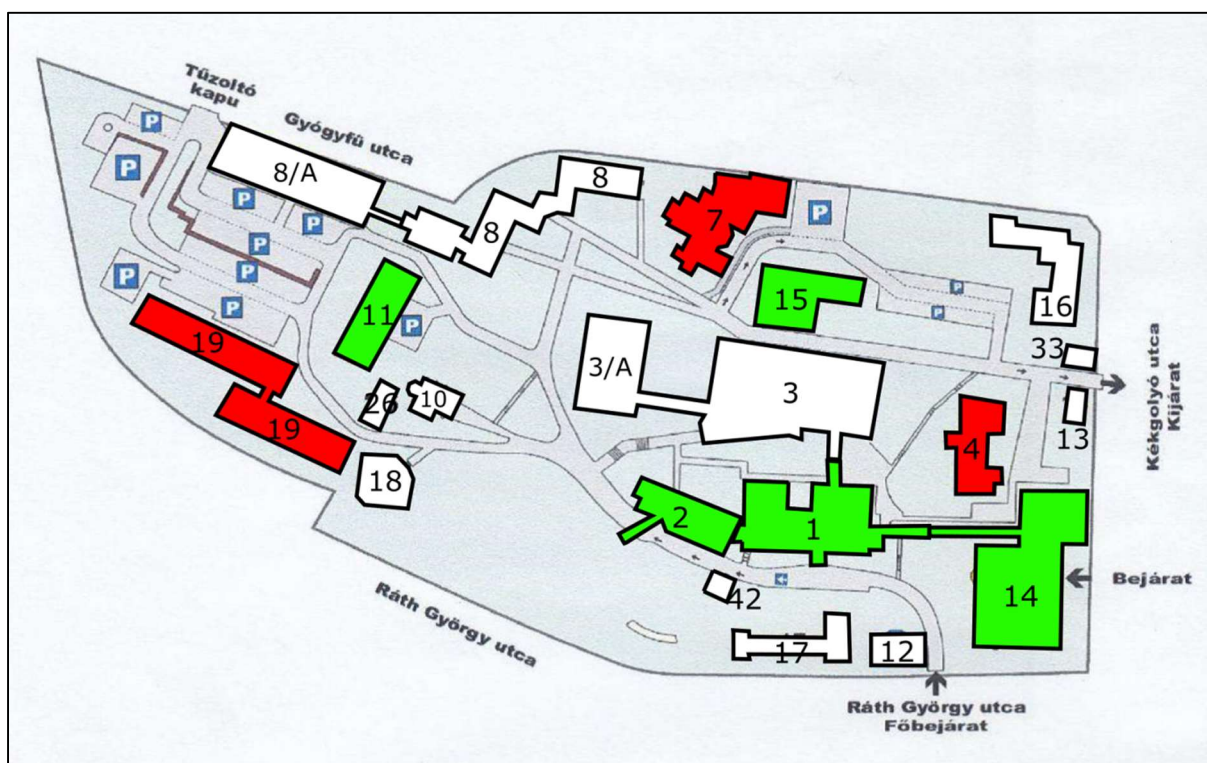 Tűzoltó
kapu
Gyógyfű utca
P
P
8/A
8
P
P
7
P
8
P
P
P
15
P
16
11
P
P
P
19
33
3/A
3
Kékgolyó utca
Kijárat
26
10
13
19
4
18
2
1
14
Bejárat
42
Ráth György utca
17
12
Ráth György utca
Főbejárat